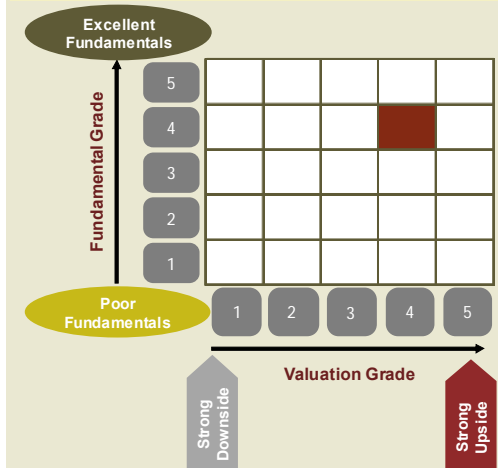 Excellent
Fundamentals
Fundamental Grade
5
4
3
2
1
Poor
Fundamentals
1
2
3
4
5
Valuation Grade
Strong
Downside
Strong
Upside